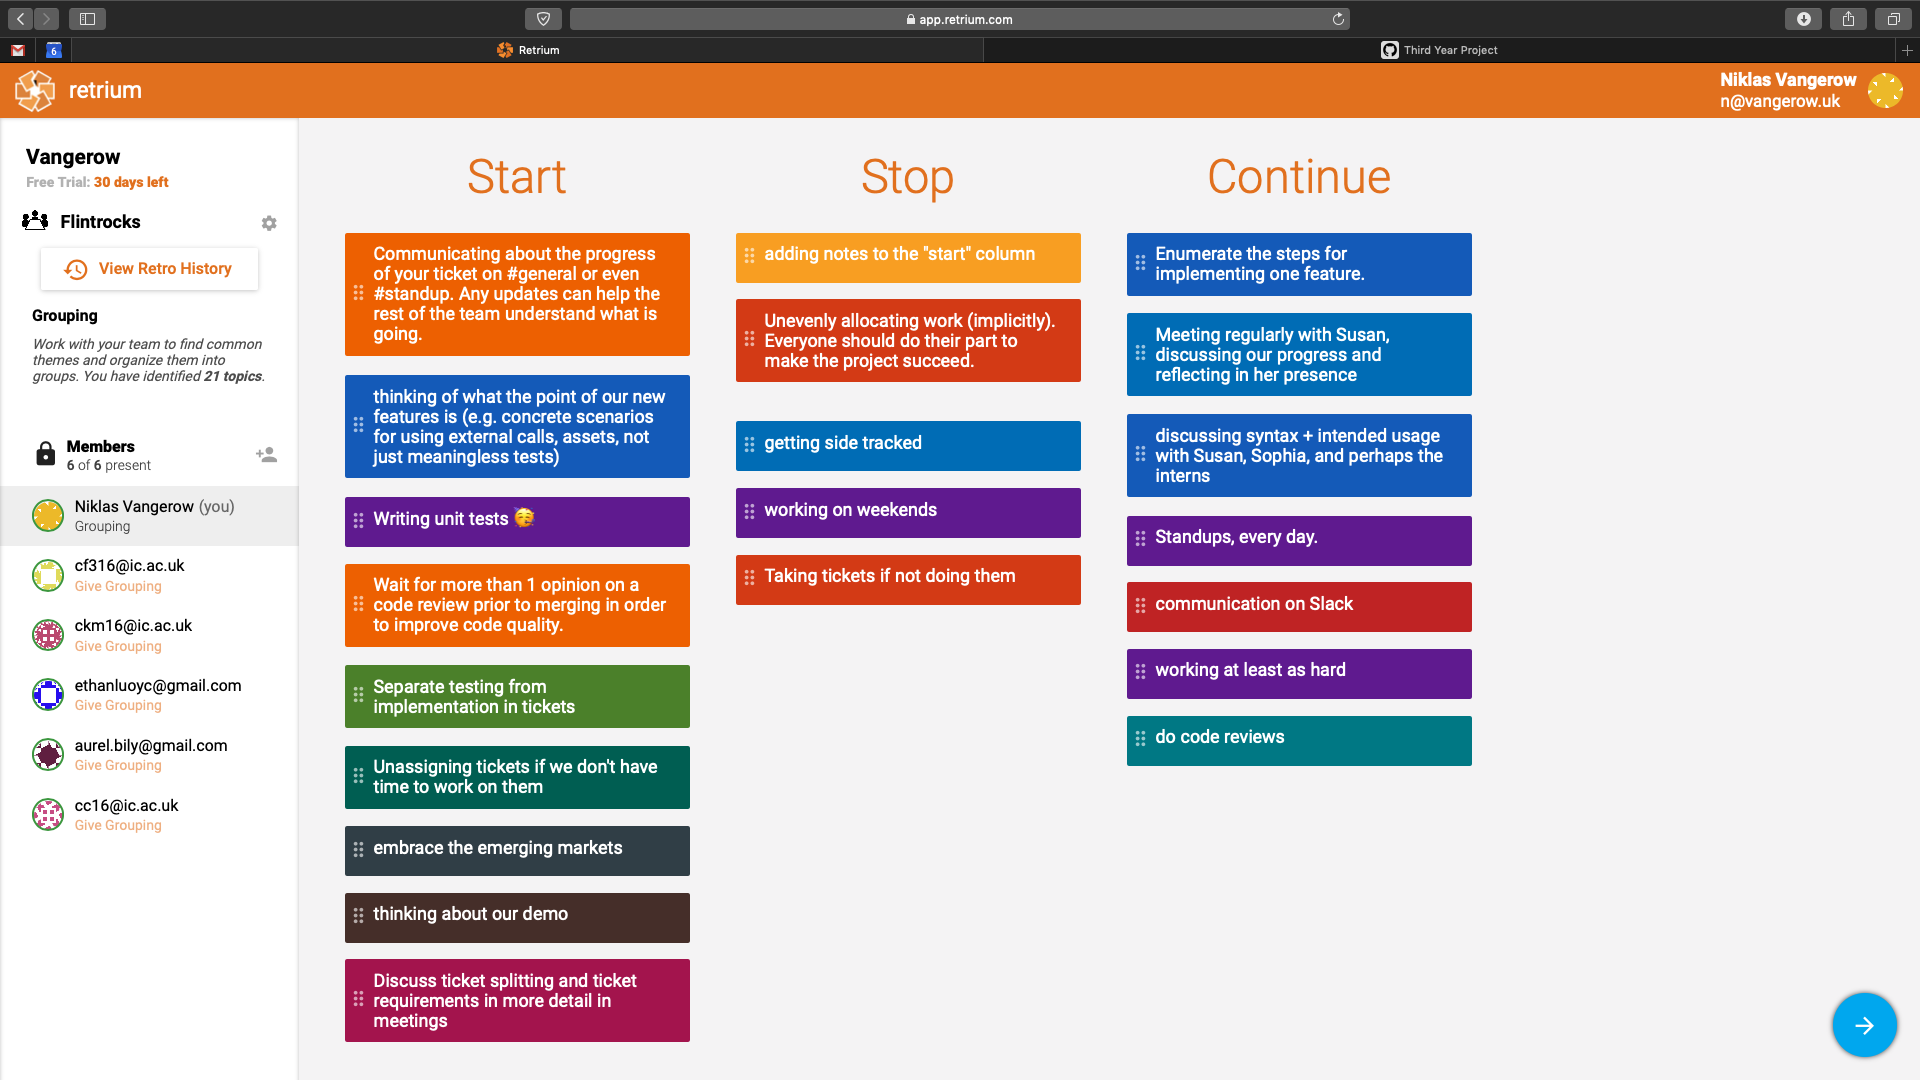 app.retrium.com
6
Retrium
Third Year Project
retrium
Niklas Vangerow
n@vangerow.uk
Vangerow
Free Trial: 30 days left
Flintrocks
View Retro History
Grouping
Work with your team to find common
themes and organize them into
groups. You have identified 21 topics.
Members
6 of 6 present
Niklas Vangerow (you)
Grouping
cf316@ic.ac.uk
Give Grouping
ckm16@ic.ac.uk
Give Grouping
ethanluoyc@gmail.com
Give Grouping
aurel.bily@gmail.com
Give Grouping
cc16@ic.ac.uk
Give Grouping
Start
Communicating about the progress
of your ticket on #general or even
#standup. Any updates can help the
rest of the team understand what is
going.
thinking of what the point of our new
features is (e.g. concrete scenarios
for using external calls, assets, not
just meaningless tests)
Writing unit tests 🥳
Wait for more than 1 opinion on a
code review prior to merging in order
to improve code quality.
Separate testing from
implementation in tickets
Unassigning tickets if we don't have
time to work on them
embrace the emerging markets
thinking about our demo
Discuss ticket splitting and ticket
requirements in more detail in
meetings
Stop
adding notes to the "start" column
Unevenly allocating work (implicitly).
Everyone should do their part to
make the project succeed.
getting side tracked
working on weekends
Taking tickets if not doing them
Continue
Enumerate the steps for
implementing one feature.
Meeting regularly with Susan,
discussing our progress and
reflecting in her presence
discussing syntax + intended usage
with Susan, Sophia, and perhaps the
interns
Standups, every day.
communication on Slack
working at least as hard
do code reviews